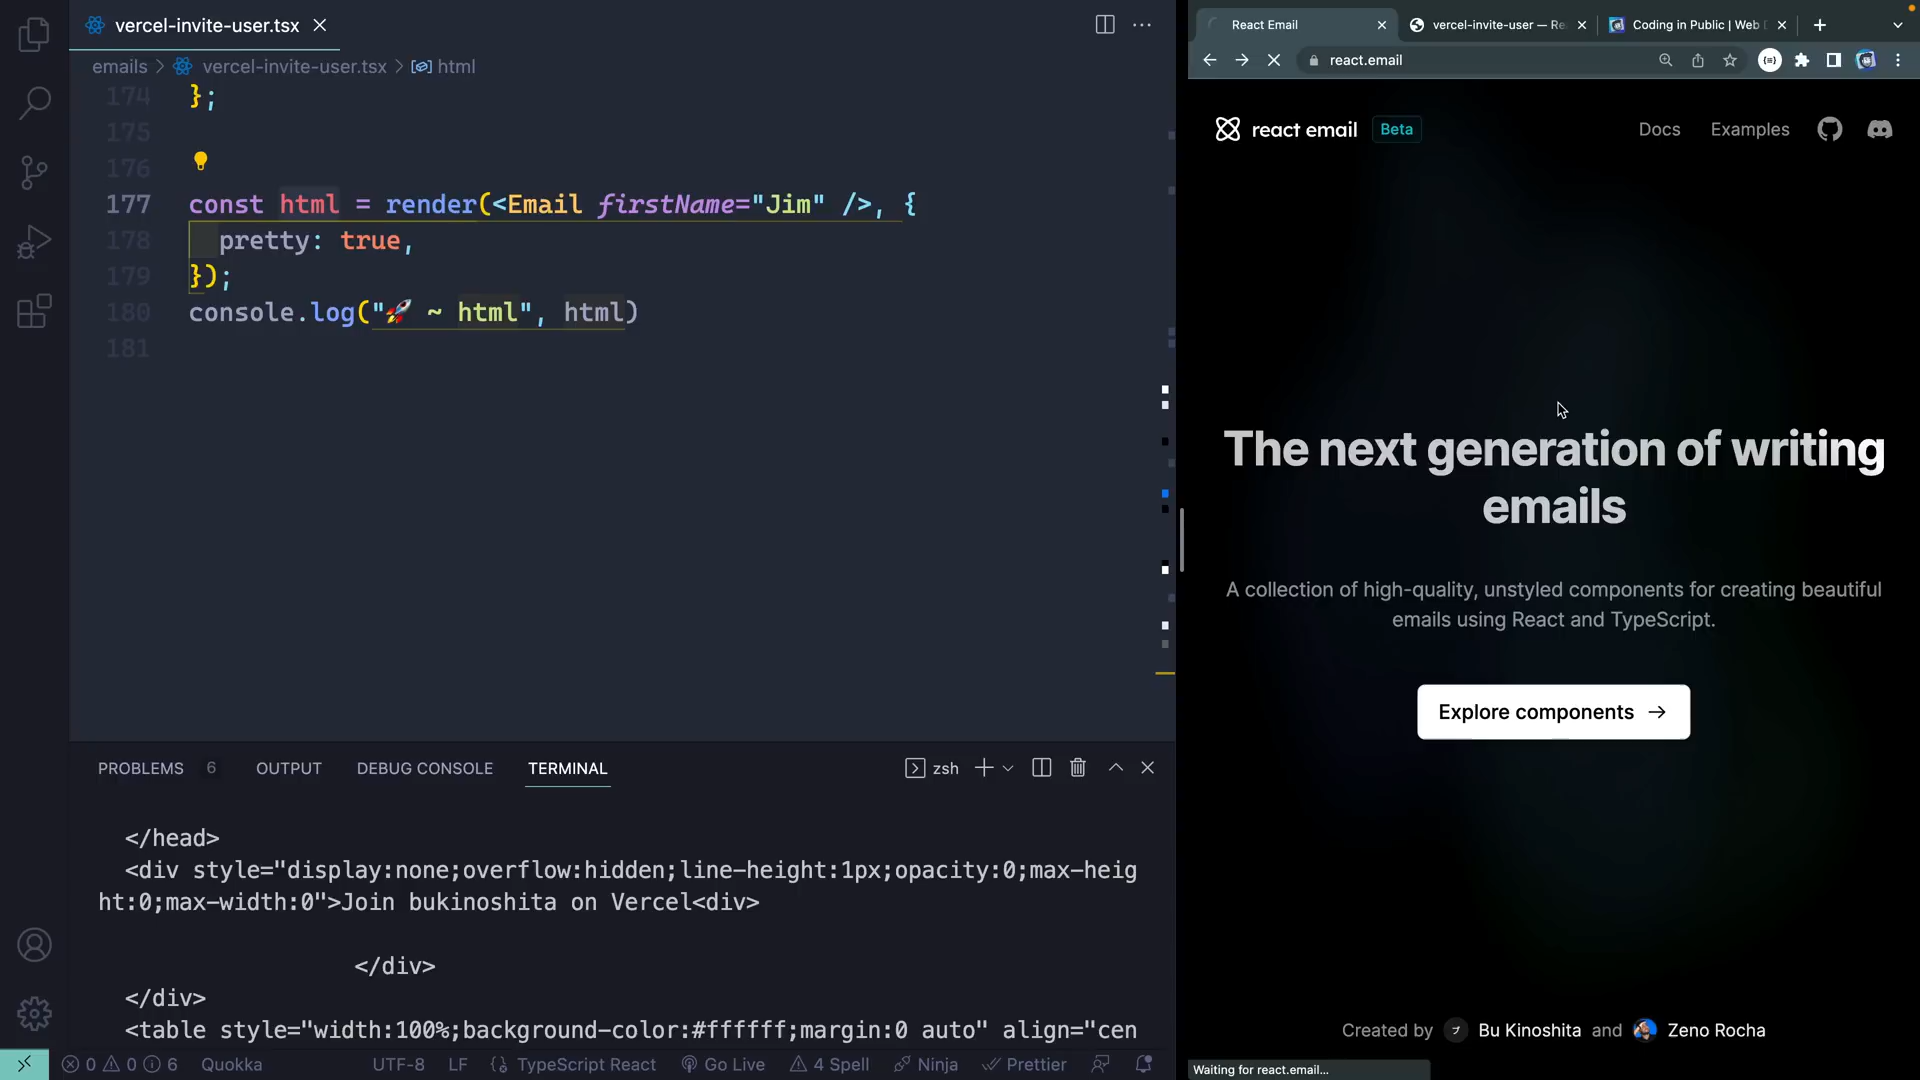 vercel-invite-user.tsx
emails > vercel-invite-user.tsx > html
174 };
175
176
177 const html = render(<Email firstName="Jim" />, {
178 pretty: true,
179 });
180 console.log("🚀 ~ html", html)
181
PROBLEMS 6 OUTPUT DEBUG CONSOLE TERMINAL zsh
</head>
<div style="display:none;overflow:hidden;line-height:1px;opacity:0;max-heig
ht:0;max-width:0">Join bukinoshita on Vercel<div>
</div>
</div>
<table style="width:100%;background-color:#ffffff;margin:0 auto" align="cen
0 0 6 Quokka UTF-8 LF {} TypeScript React Go Live 4 Spell Ninja Prettier
React Email vercel-invite-user — Re Coding in Public | Web
react.email
react email Beta Docs Examples
The next generation of writing
emails
A collection of high-quality, unstyled components for creating beautiful
emails using React and TypeScript.
Explore components →
Created by Bu Kinoshita and Zeno Rocha
Waiting for react.email...